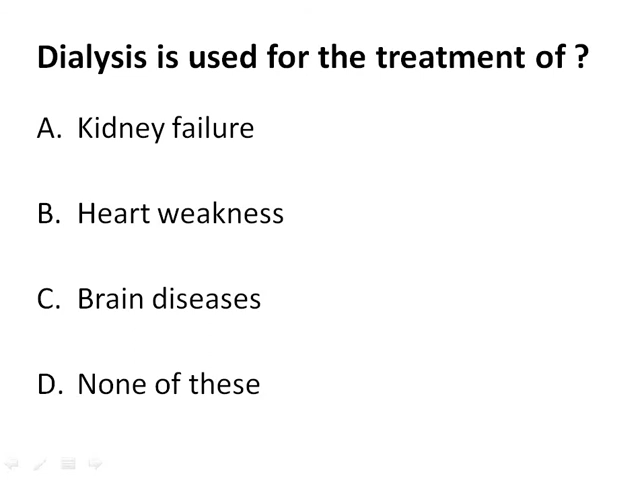 Dialysis is used for the treatment of ?
A. Kidney failure
B. Heart weakness
C. Brain diseases
D. None of these